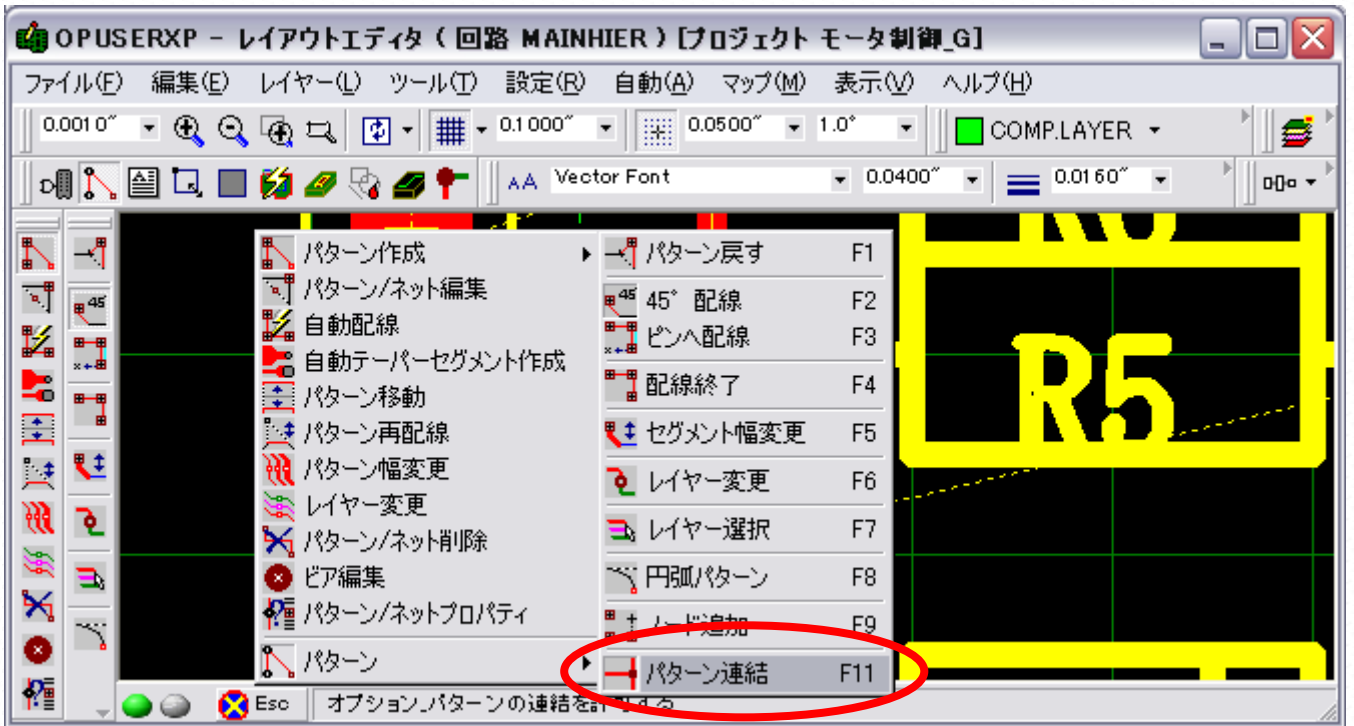 OPUSERXP - レイアウトエディタ ( 回路 MAINHIER ) [プロジェクト モータ制御_G]
ファイル(F) 編集(E) レイヤー(L) ツール(T) 設定(R) 自動(A) マップ(M) 表示(V) ヘルプ(H)
0.0010″ 0.1000″ 0.0500″ 1.0° COMP.LAYER
AA Vector Font 0.0400″ 0.0160″
45
パターン作成
パターン/ネット編集
自動配線
自動テーパーセグメント作成
パターン移動
パターン再配線
パターン幅変更
レイヤー変更
パターン/ネット削除
ビア編集
パターン/ネットプロパティ
パターン
パターン戻す F1
45 45° 配線 F2
ピンへ配線 F3
配線終了 F4
セグメント幅変更 F5
レイヤー変更 F6
レイヤー選択 F7
円弧パターン F8
ノード追加 F9
パターン連結 F11
R5
Esc オプション_パターンの連結を許可する